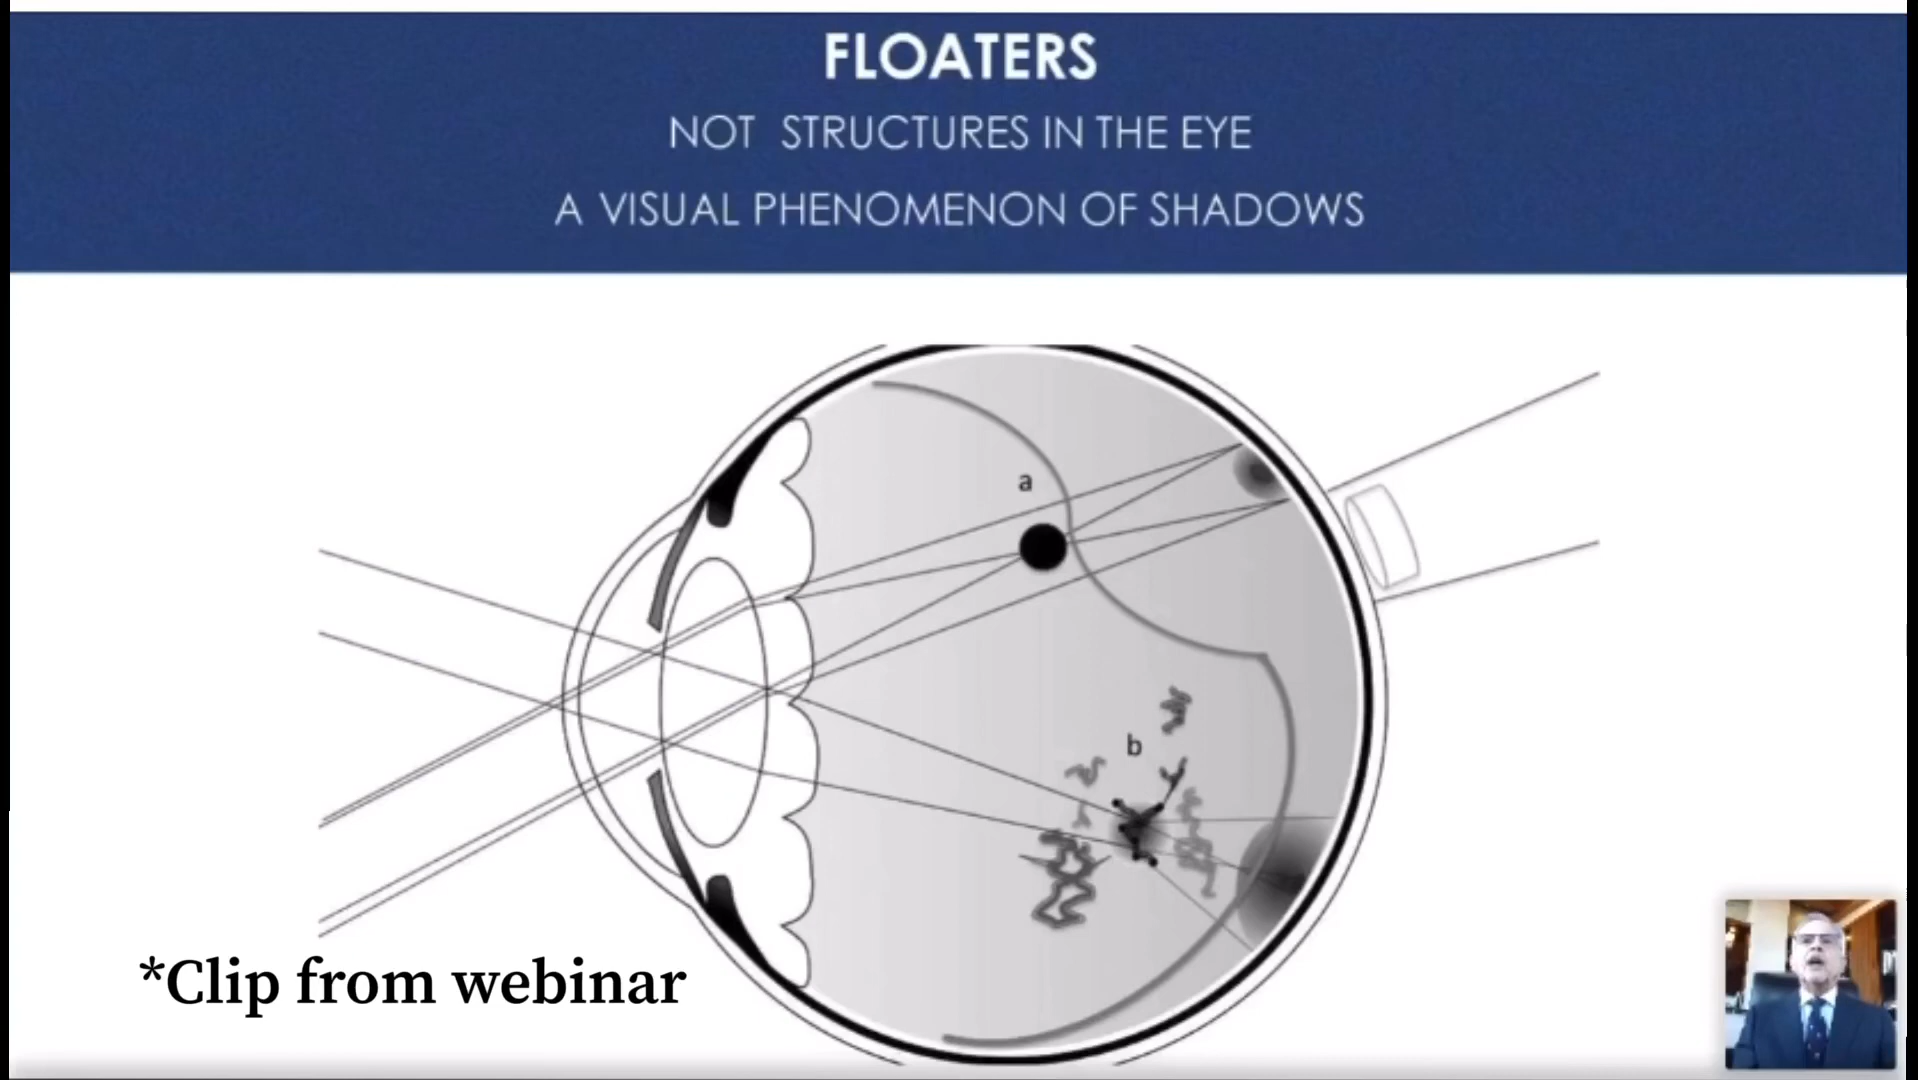 FLOATERS
NOT STRUCTURES IN THE EYE
A VISUAL PHENOMENON OF SHADOWS
a
b
*Clip from webinar